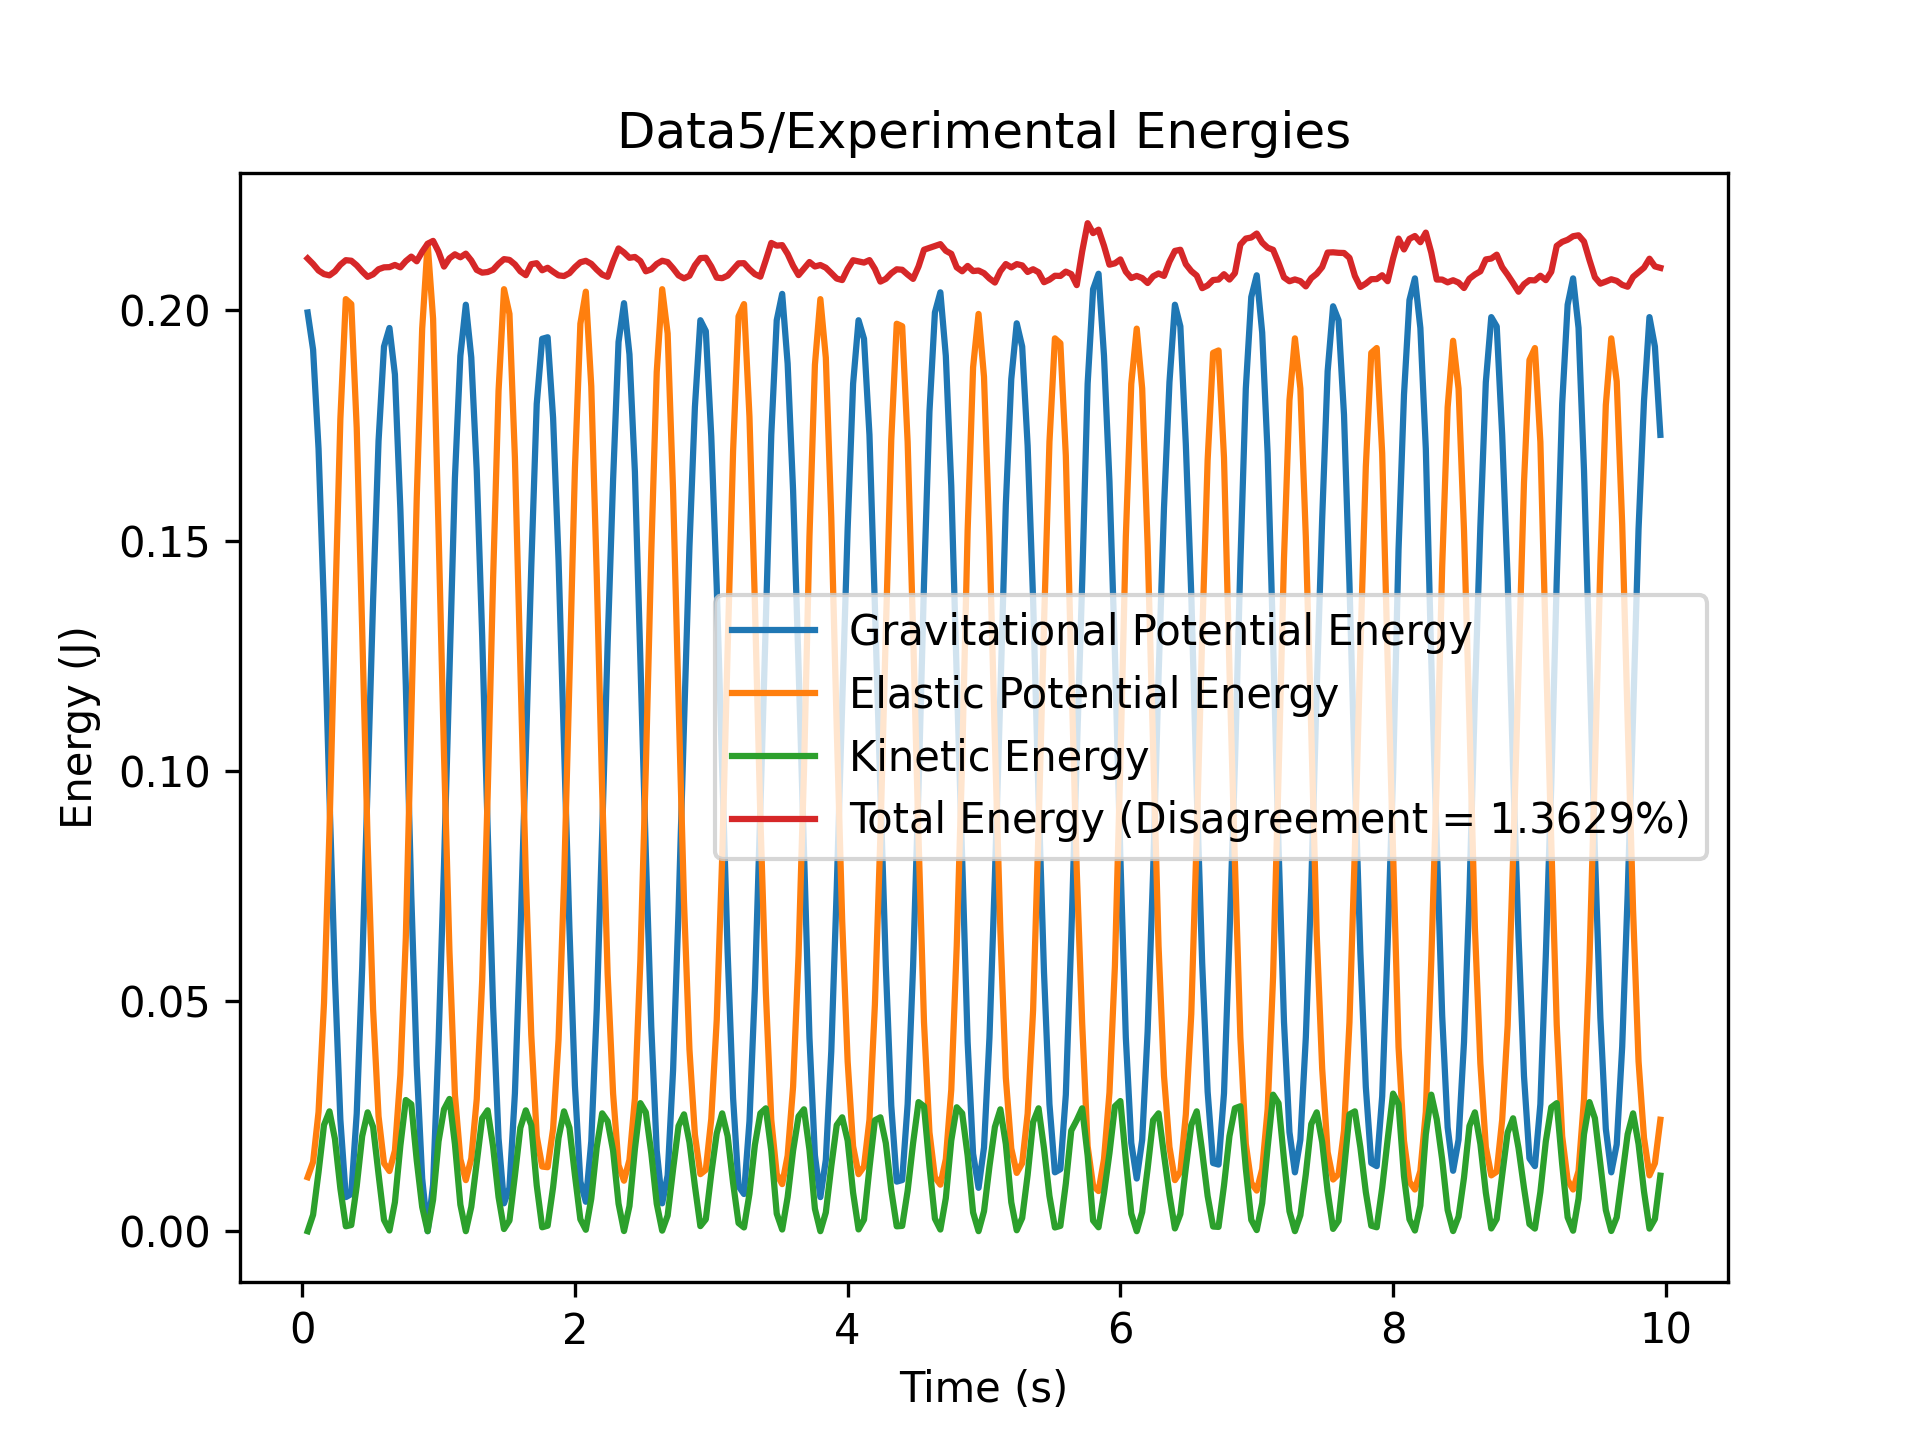 Data5/Experimental Energies
Energy (J)
0.20
0.15
0.10
0.05
0.00
Gravitational Potential Energy
Elastic Potential Energy
Kinetic Energy
Total Energy (Disagreement = 1.3629%)
0 2 4 6 8 10
Time (s)